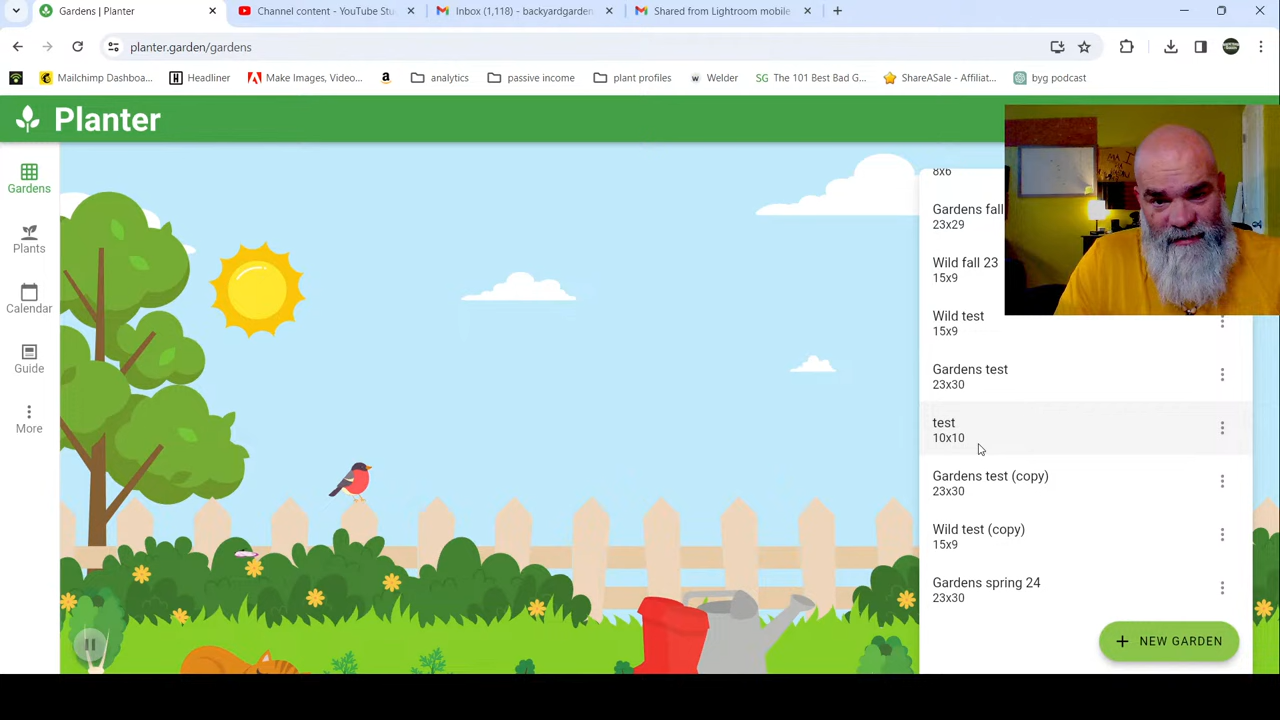 Gardens | Planter
Channel content - YouTube Stu
Inbox (1,118) - backyardgarden
Shared from Lightroom mobile
planter.garden/gardens
Mailchimp Dashboa...
Headliner
Make Images, Video...
analytics
passive income
plant profiles
Welder
The 101 Best Bad G...
ShareASale - Affiliat...
byg podcast
Planter
Gardens
Plants
Calendar
Guide
More
8x6
Gardens fall
23x29
Wild fall 23
15x9
Wild test
15x9
Gardens test
23x30
test
10x10
Gardens test (copy)
23x30
Wild test (copy)
15x9
Gardens spring 24
23x30
+ NEW GARDEN